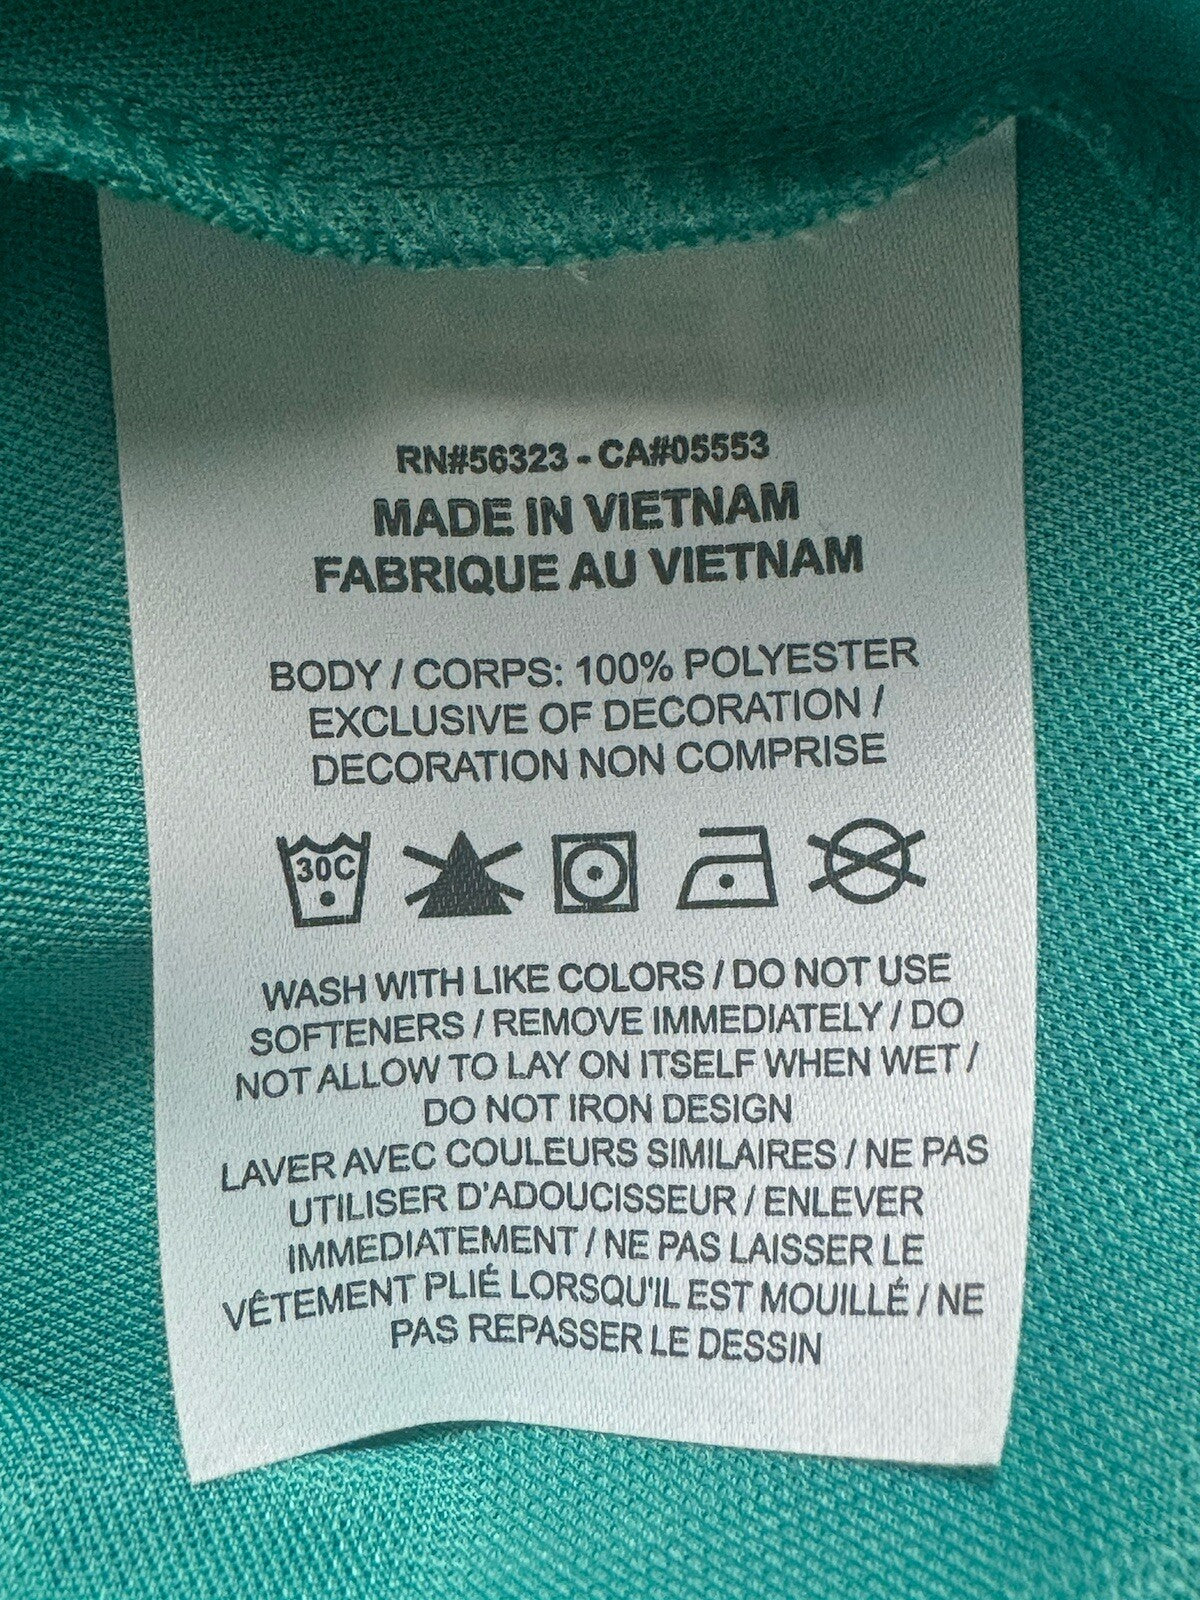 RN#56323 - CA#05553
MADE IN VIETNAM
FABRIQUE AU VIETNAM
BODY / CORPS: 100% POLYESTER
EXCLUSIVE OF DECORATION /
DECORATION NON COMPRISE
30C
WASH WITH LIKE COLORS / DO NOT USE
SOFTENERS / REMOVE IMMEDIATELY / DO
NOT ALLOW TO LAY ON ITSELF WHEN WET /
DO NOT IRON DESIGN
LAVER AVEC COULEURS SIMILAIRES / NE PAS
UTILISER D'ADOUCISSEUR / ENLEVER
IMMEDIATEMENT / NE PAS LAISSER LE
VÊTEMENT PLIÉ LORSQU'IL EST MOUILLÉ / NE
PAS REPASSER LE DESSIN